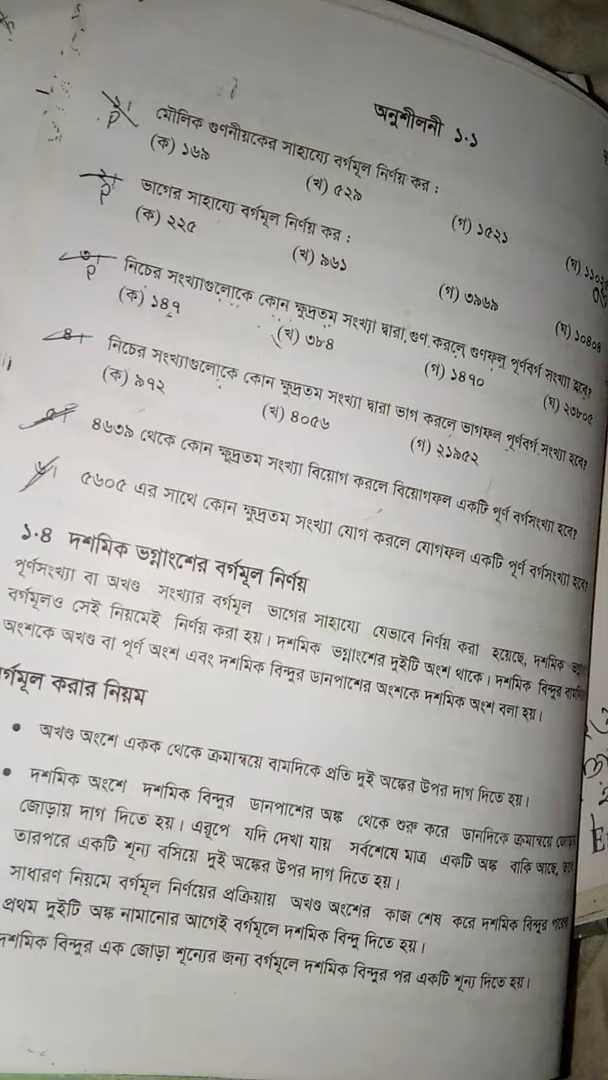 অনুশীলনী ১.১
১। মৌলিক গুণনীয়কের সাহায্যে বর্গমূল নির্ণয় কর :
(ক) ১৬৯ (খ) ৫২৯ (গ) ১৫২১ (ঘ)
২। ভাগের সাহায্যে বর্গমূল নির্ণয় কর :
(ক) ২২৫ (খ) ৯৬১ (গ) ৩৯৬৯ (ঘ) ১০৪০৪
৩। নিচের সংখ্যাগুলোকে কোন ক্ষুদ্রতম সংখ্যা দ্বারা গুণ করলে গুণফল পূর্ণবর্গ সংখ্যা হবে?
(ক) ১৪৭ (খ) ৩৮৪ (গ) ১৪৭০ (ঘ) ২৩৮০৫
৪। নিচের সংখ্যাগুলোকে কোন ক্ষুদ্রতম সংখ্যা দ্বারা ভাগ করলে ভাগফল পূর্ণবর্গ সংখ্যা হবে?
(ক) ৯৭২ (খ) ৪০৫৬ (গ) ২১৯৫২
৫। ৪৬৩৯ থেকে কোন ক্ষুদ্রতম সংখ্যা বিয়োগ করলে বিয়োগফল একটি পূর্ণ বর্গসংখ্যা হবে?
৬। ৫৬০৫ এর সাথে কোন ক্ষুদ্রতম সংখ্যা যোগ করলে যোগফল একটি পূর্ণ বর্গসংখ্যা হবে?
১.৪ দশমিক ভগ্নাংশের বর্গমূল নির্ণয়
পূর্ণসংখ্যা বা অখণ্ড সংখ্যার বর্গমূল ভাগের সাহায্যে যেভাবে নির্ণয় করা হয়েছে, দশমিক
বর্গমূলও সেই নিয়মেই নির্ণয় করা হয়। দশমিক ভগ্নাংশের দুইটি অংশ থাকে। দশমিক বিন্দুর
অংশকে অখণ্ড বা পূর্ণ অংশ এবং দশমিক বিন্দুর ডানপাশের অংশকে দশমিক অংশ বলা হয়।
র্গমূল করার নিয়ম
• অখণ্ড অংশে একক থেকে ক্রমান্বয়ে বামদিকে প্রতি দুই অঙ্কের উপর দাগ দিতে হয়।
• দশমিক অংশে দশমিক বিন্দুর ডানপাশের অঙ্ক থেকে শুরু করে ডানদিকে ক্রমান্বয়ে
জোড়ায় দাগ দিতে হয়। এরূপে যদি দেখা যায় সর্বশেষে মাত্র একটি অঙ্ক বাকি আছে,
তারপরে একটি শূন্য বসিয়ে দুই অঙ্কের উপর দাগ দিতে হয়।
সাধারণ নিয়মে বর্গমূল নির্ণয়ের প্রক্রিয়ায় অখণ্ড অংশের কাজ শেষ করে দশমিক বিন্দুর
প্রথম দুইটি অঙ্ক নামানোর আগেই বর্গমূলে দশমিক বিন্দু দিতে হয়।
দশমিক বিন্দুর এক জোড়া শূন্যের জন্য বর্গমূলে দশমিক বিন্দুর পর একটি শূন্য দিতে হয়।